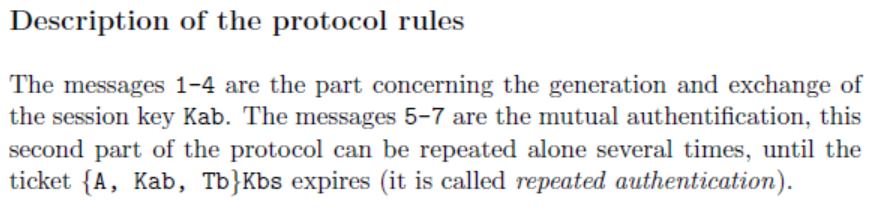 Description of the protocol rules
The messages 1-4 are the part concerning the generation and exchange of
the session key Kab. The messages 5-7 are the mutual authentification, this
second part of the protocol can be repeated alone several times, until the
ticket {A, Kab, Tb}Kbs expires (it is called repeated authentication).